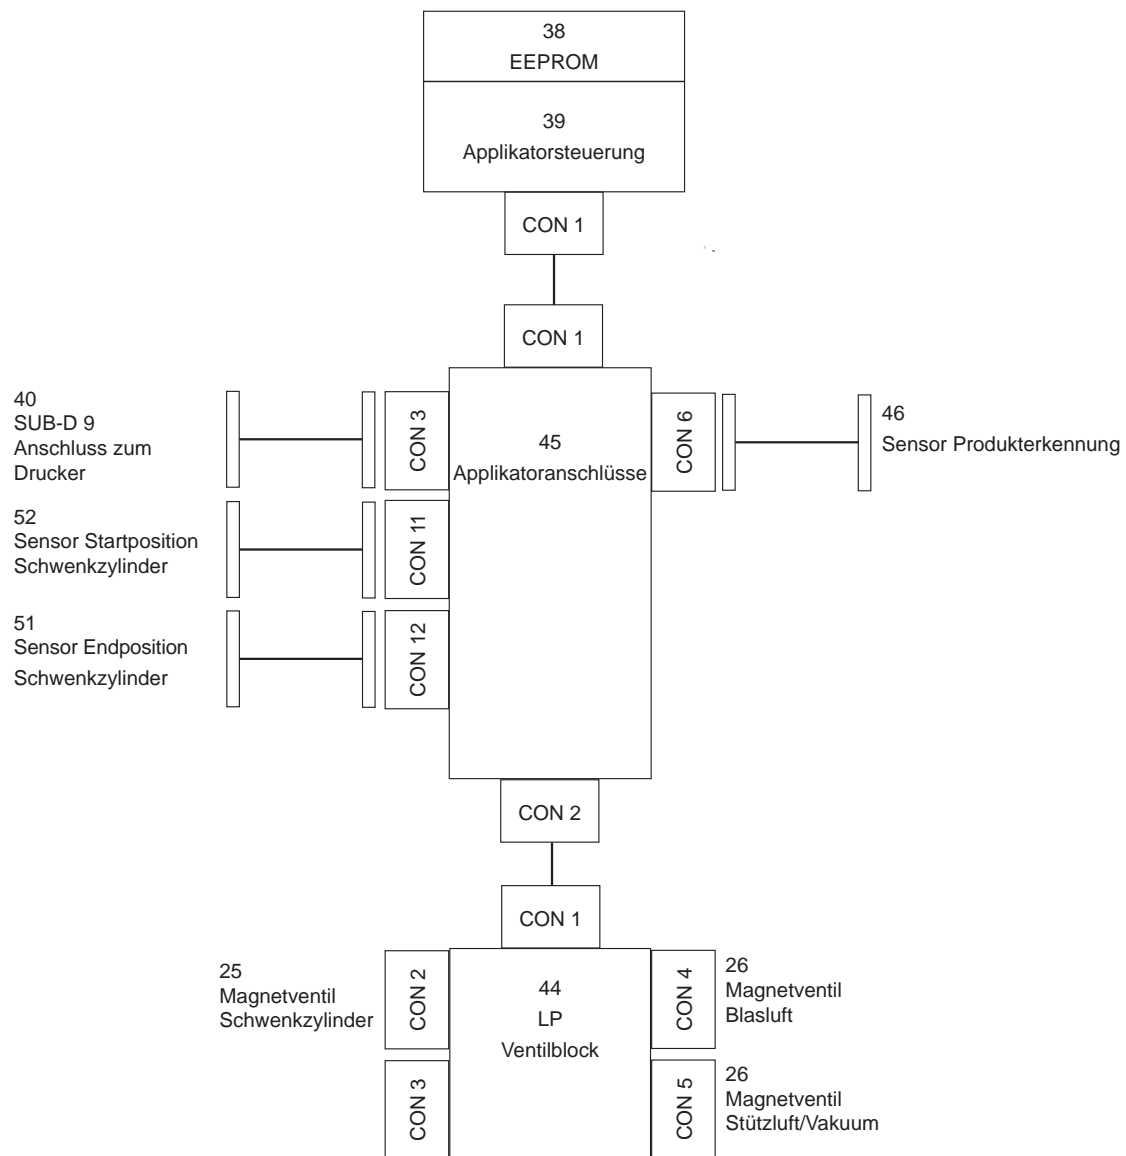 38
EEPROM
39
Applikatorsteuerung
CON 1
CON 1
40
SUB-D 9
Anschluss zum
Drucker
CON 3
45
Applikatoranschlüsse
CON 6
46
Sensor Produkterkennung
52
Sensor Startposition
Schwenkzylinder
CON 11
51
Sensor Endposition
Schwenkzylinder
CON 12
CON 2
CON 1
25
Magnetventil
Schwenkzylinder
CON 2
44
LP
Ventilblock
CON 4
26
Magnetventil
Blasluft
CON 3
CON 5
26
Magnetventil
Stützluft/Vakuum